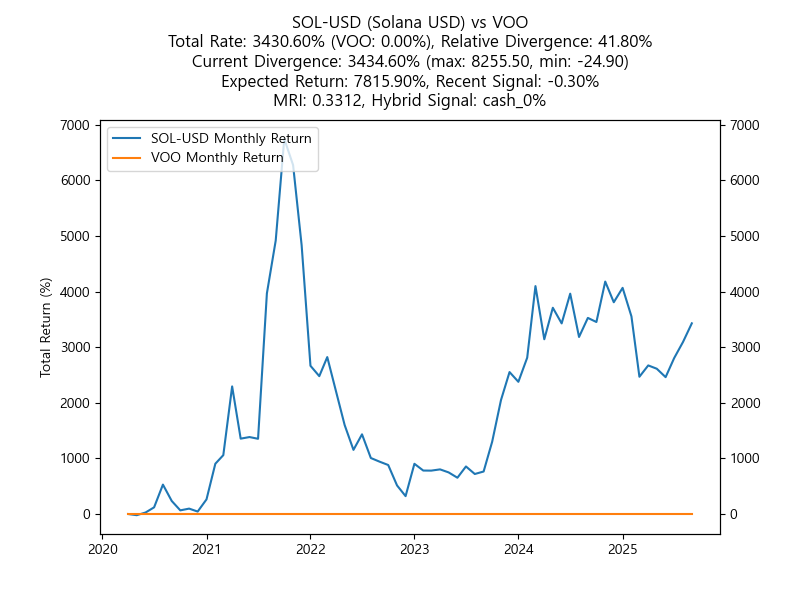 SOL-USD (Solana USD) vs VOO
Total Rate: 3430.60% (VOO: 0.00%), Relative Divergence: 41.80%
Current Divergence: 3434.60% (max: 8255.50, min: -24.90)
Expected Return: 7815.90%, Recent Signal: -0.30%
MRI: 0.3312, Hybrid Signal: cash_0%
SOL-USD Monthly Return
VOO Monthly Return
Total Return (%)
7000
6000
5000
4000
3000
2000
1000
0
7000
6000
5000
4000
3000
2000
1000
0
2020 2021 2022 2023 2024 2025